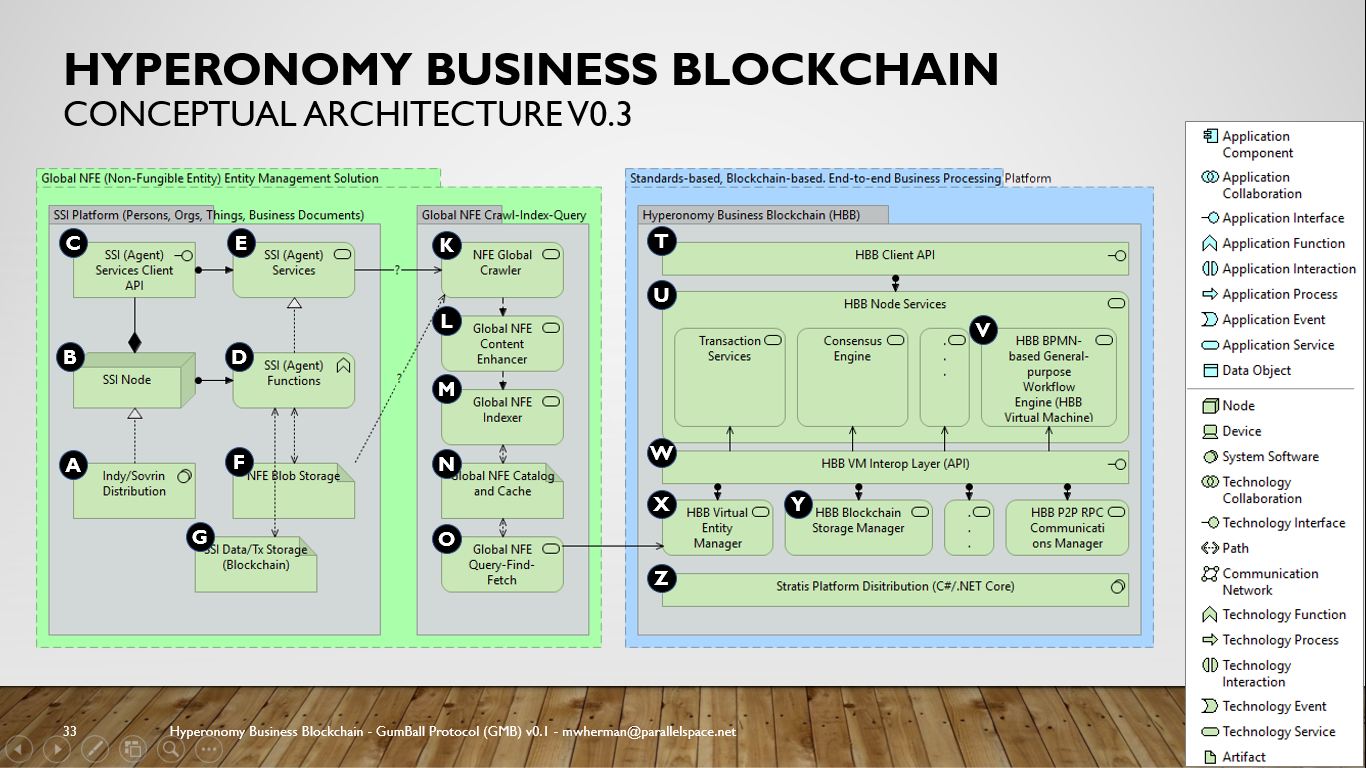 HYPERONOMY BUSINESS BLOCKCHAIN
CONCEPTUAL ARCHITECTURE V0.3
Global NFE (Non-Fungible Entity) Entity Management Solution
SSI Platform (Persons, Orgs, Things, Business Documents)
C
SSI (Agent)
Services Client
API
E
SSI (Agent)
Services
?
B
SSI Node
D
SSI (Agent)
Functions
?
A
Indy/Sovrin
Distribution
F
NFE Blob Storage
G
SSI Data/Tx Storage
(Blockchain)
Global NFE Crawl-Index-Query
K
NFE Global
Crawler
L
Global NFE
Content
Enhancer
M
Global NFE
Indexer
N
Global NFE Catalog
and Cache
O
Global NFE
Query-Find-
Fetch
Standards-based, Blockchain-based. End-to-end Business Processing Platform
Hyperonomy Business Blockchain (HBB)
T
HBB Client API
U
HBB Node Services
Transaction
Services
Consensus
Engine
.
.
.
V
HBB BPMN-
based General-
purpose
Workflow
Engine (HBB
Virtual Machine)
W
HBB VM Interop Layer (API)
X
HBB Virtual
Entity
Manager
Y
HBB Blockchain
Storage Manager
.
.
.
HBB P2P RPC
Communicati
ons Manager
Z
Stratis Platform Disitribution (C#/.NET Core)
Application
Component
Application
Collaboration
Application Interface
Application Function
Application Interaction
Application Process
Application Event
Application Service
Data Object
Node
Device
System Software
Technology
Collaboration
Technology Interface
Path
Communication
Network
Technology Function
Technology Process
Technology
Interaction
Technology Event
Technology Service
Artifact
33
Hyperonomy Business Blockchain - GumBall Protocol (GMB) v0.1 - mwherman@parallelspace.net